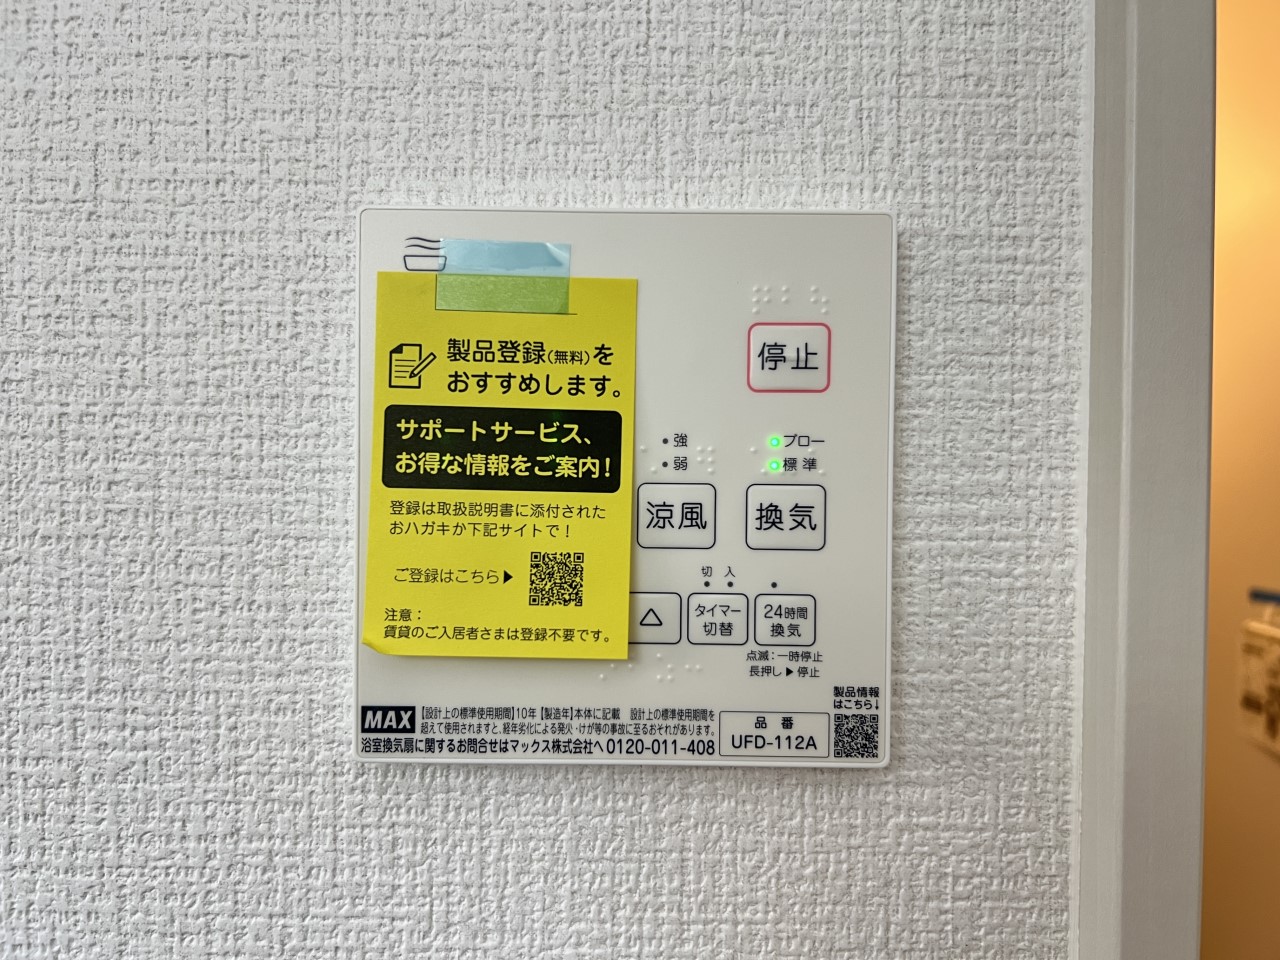 停止
製品登録(無料)を
おすすめします。
サポートサービス、
お得な情報をご案内!
登録は取扱説明書に添付された
おハガキか下記サイトで!
ご登録はこちら▶
注意:
賃貸のご入居者さまは登録不要です。
強
弱
涼風
ブロー
標準
換気
△
切 入
タイマー
切替
24時間
換気
点滅:一時停止
長押し▶停止
製品情報
はこちら↓
MAX
【設計上の標準使用期間】10年【製造年】本体に記載 設計上の標準使用期間を
超えて使用されますと、経年劣化による発火・けが等の事故に至るおそれがあります。
浴室換気扇に関するお問合せはマックス株式会社へ 0120-011-408
品番
UFD-112A